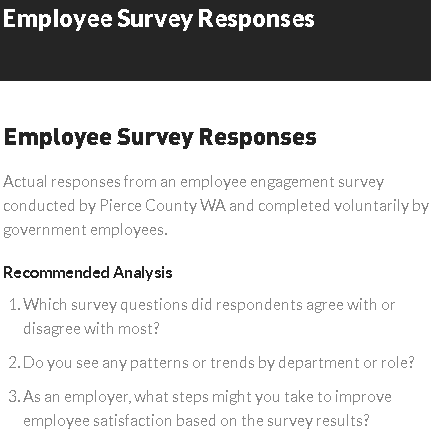 Employee Survey Responses
Employee Survey Responses
Actual responses from an employee engagement survey
conducted by Pierce County WA and completed voluntarily by
government employees.
Recommended Analysis
1. Which survey questions did respondents agree with or
disagree with most?
2. Do you see any patterns or trends by department or role?
3. As an employer, what steps might you take to improve
employee satisfaction based on the survey results?